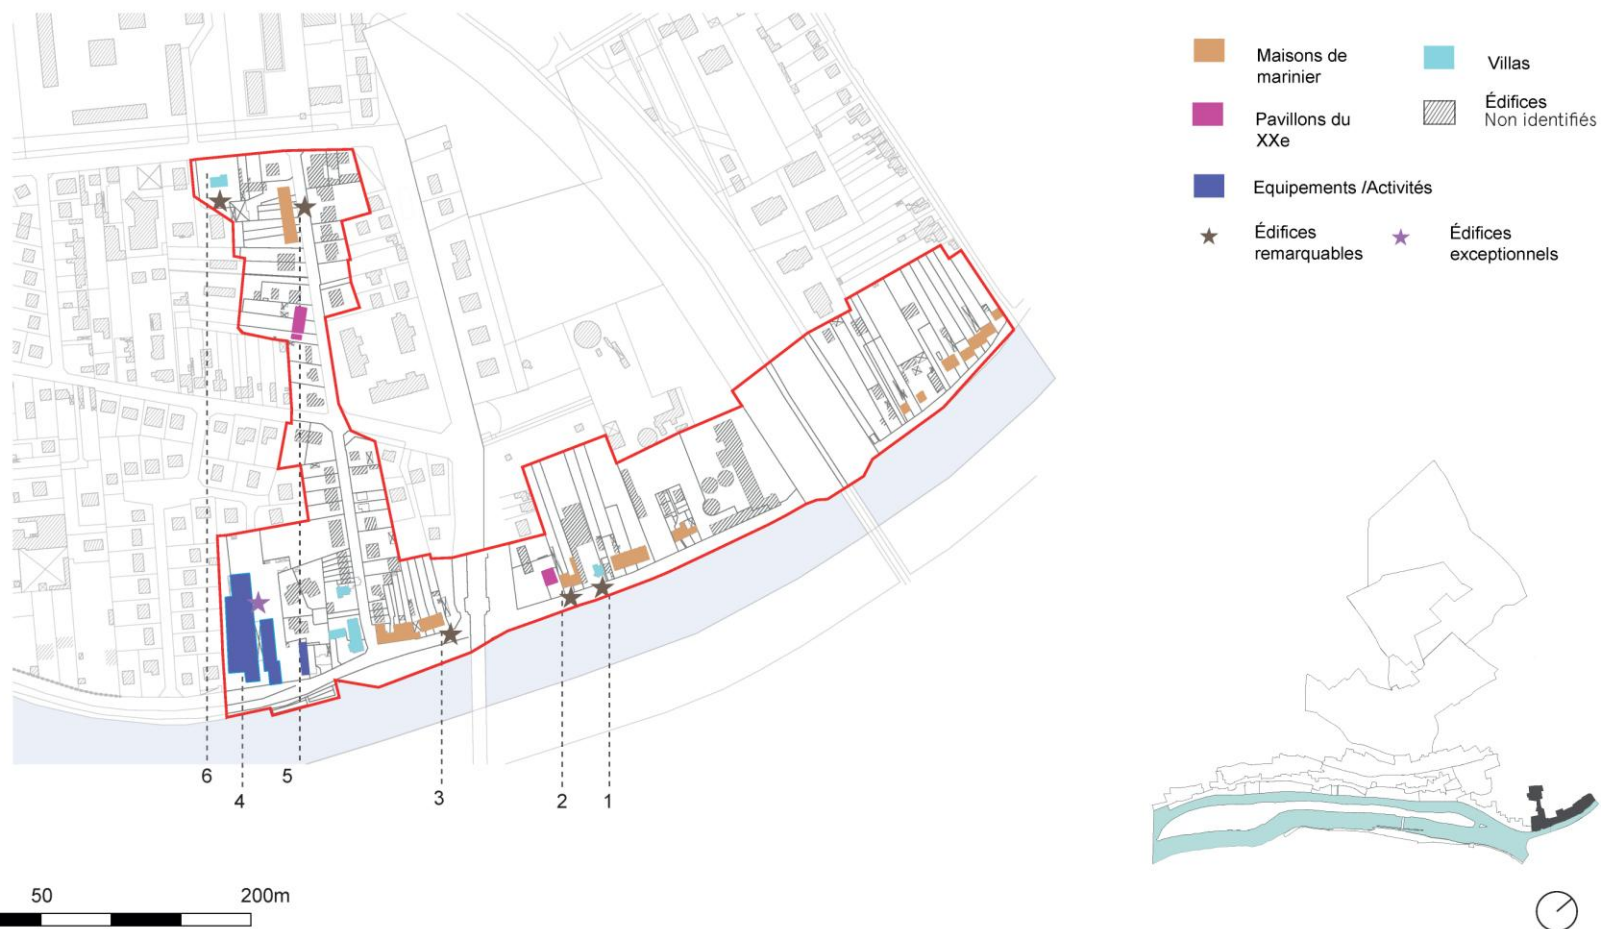 Maisons de
marinier
Villas
Pavillons du
XXe
Édifices
Non identifiés
Equipements /Activités
Édifices
remarquables
Édifices
exceptionnels
6
5
4
3
2
1
50
200m